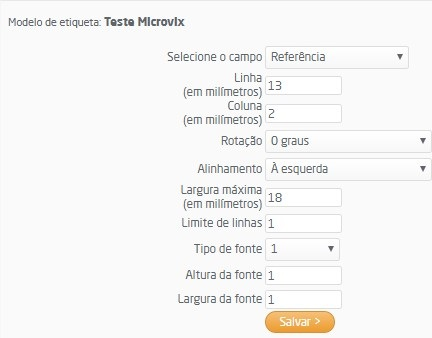 Modelo de etiqueta: Teste Microvix
Selecione o campo Referência
Linha
(em milímetros) 13
Coluna
(em milímetros) 2
Rotação 0 graus
Alinhamento À esquerda
Largura máxima
(em milímetros) 18
Limite de linhas 1
Tipo de fonte 1
Altura da fonte 1
Largura da fonte 1
Salvar >